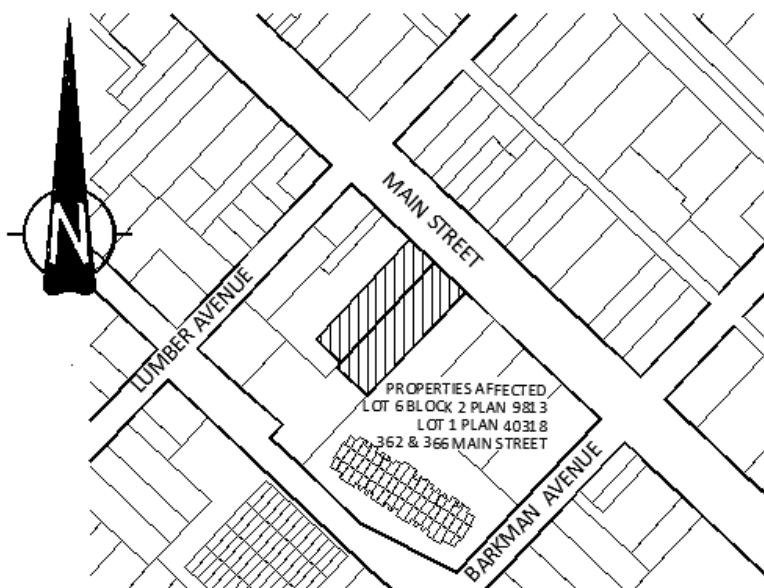 N
MAIN STREET
LUMBER AVENUE
PROPERTIES AFFECTED
LOT 6 BLOCK 2 PLAN 9813
LOT 1 PLAN 40318
362 & 366 MAIN STREET
BARKMAN AVENUE